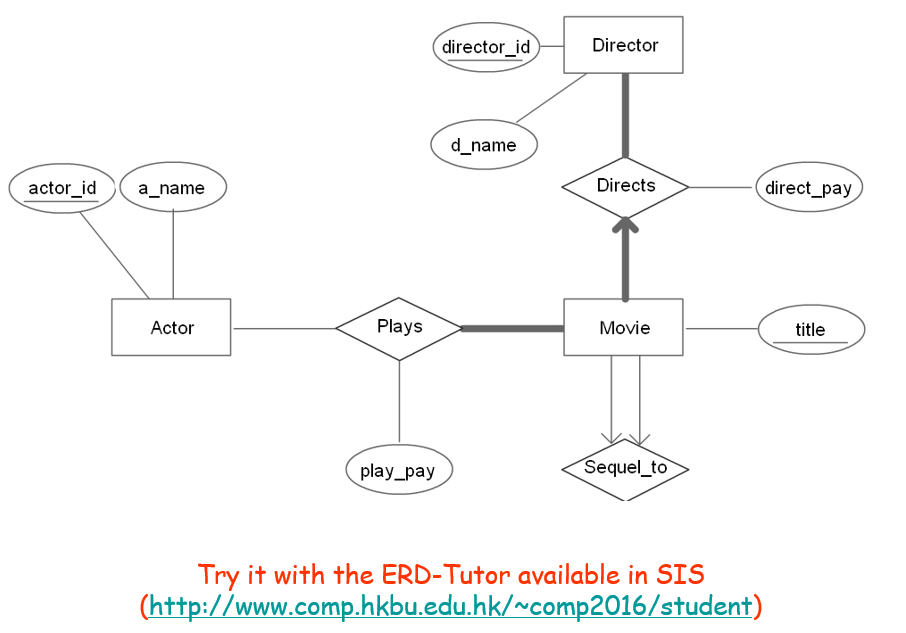 director_id
Director
d_name
actor_id
a_name
Directs
direct_pay
Actor
Plays
Movie
title
play_pay
Sequel_to
Try it with the ERD-Tutor available in SIS
(http://www.comp.hkbu.edu.hk/~comp2016/student)